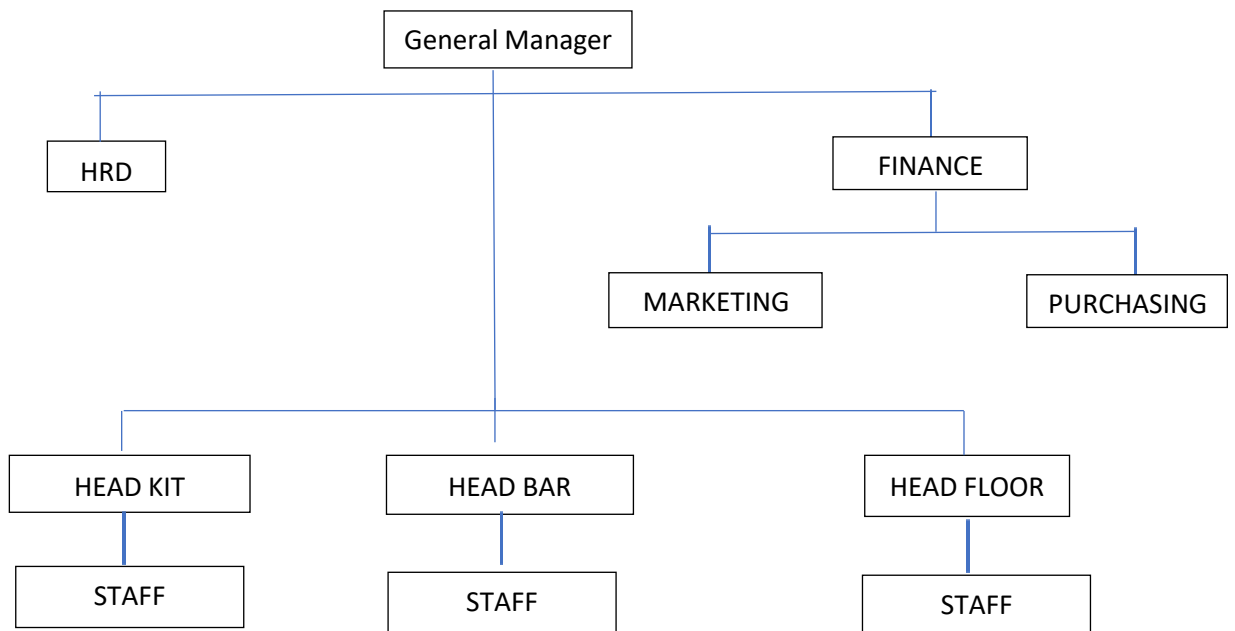 General Manager
HRD
FINANCE
MARKETING
PURCHASING
HEAD KIT
HEAD BAR
HEAD FLOOR
STAFF
STAFF
STAFF